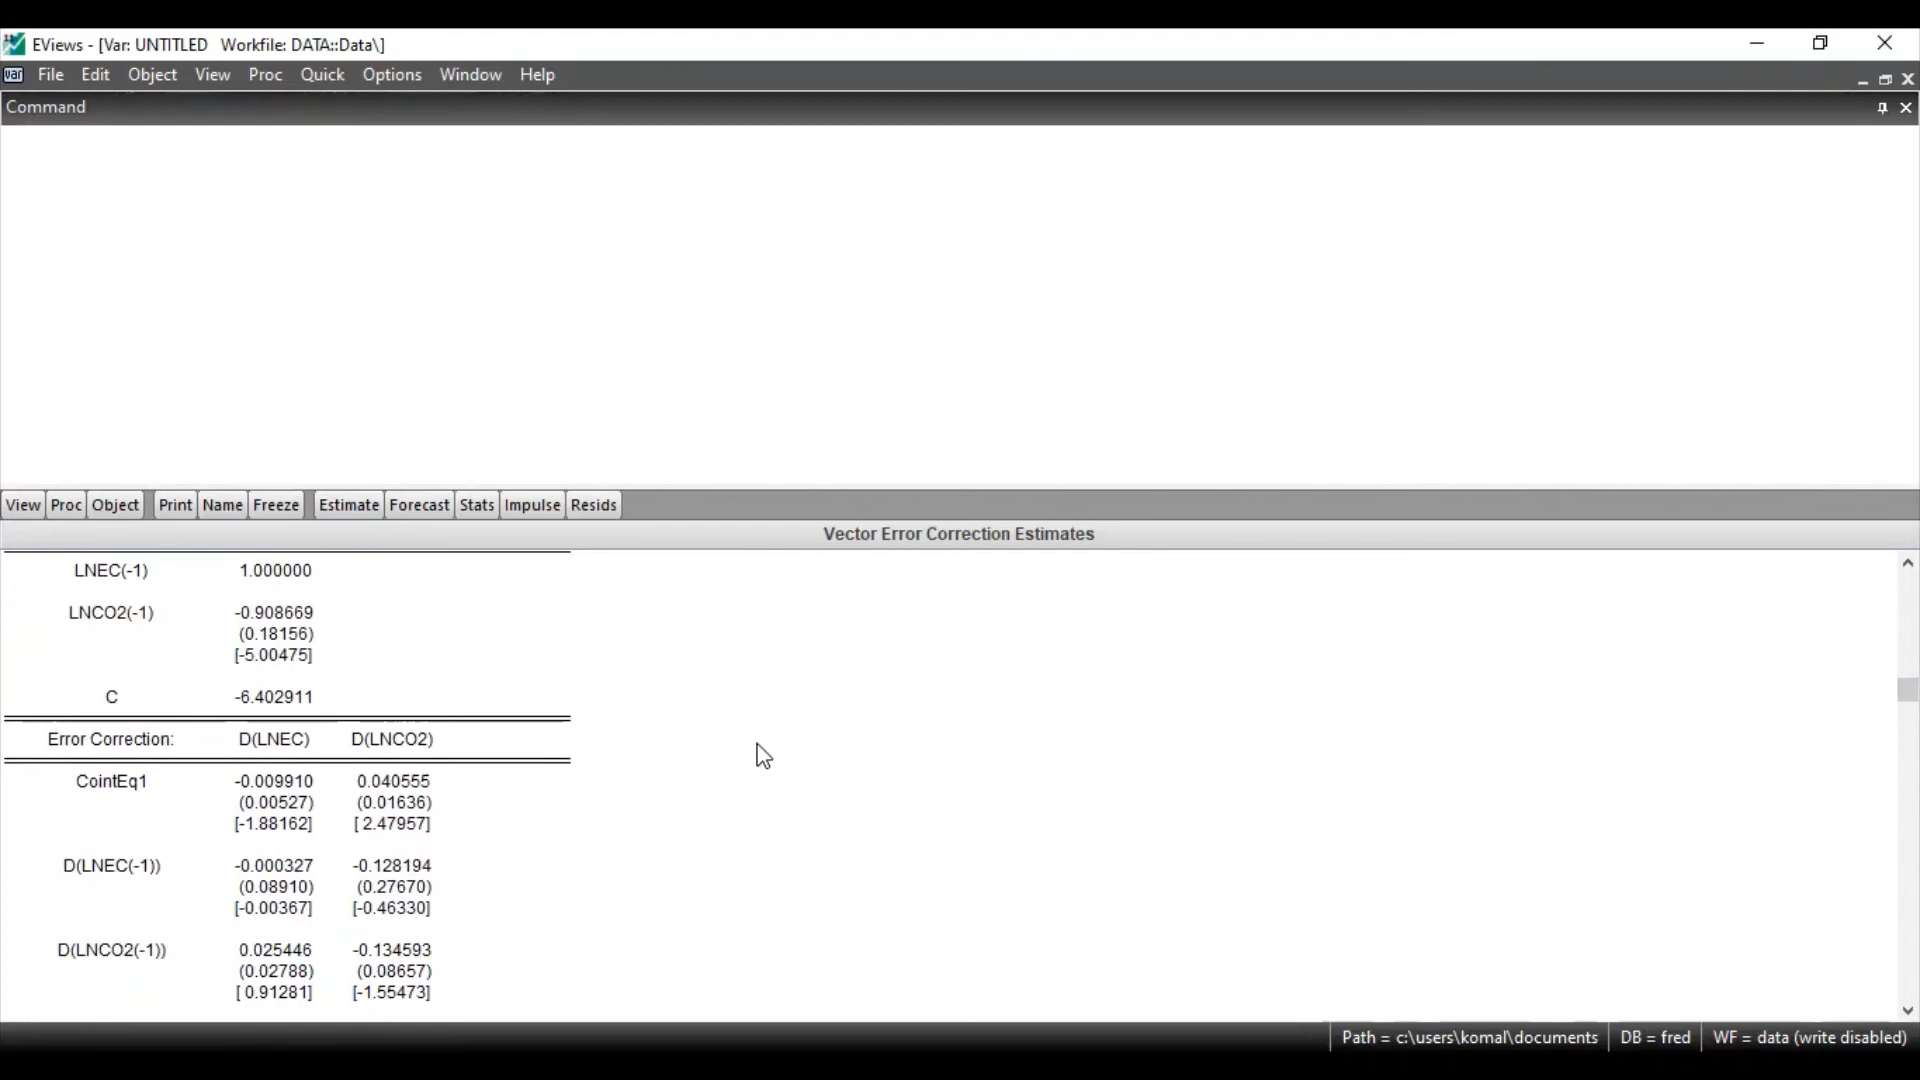 EViews - [Var: UNTITLED Workfile: DATA::Data\]
var File Edit Object View Proc Quick Options Window Help
Command
View Proc Object Print Name Freeze Estimate Forecast Stats Impulse Resids
Vector Error Correction Estimates
LNEC(-1) 1.000000
LNCO2(-1) -0.908669
(0.18156)
[-5.00475]
C -6.402911
Error Correction: D(LNEC) D(LNCO2)
CointEq1 -0.009910 0.040555
(0.00527) (0.01636)
[-1.88162] [ 2.47957]
D(LNEC(-1)) -0.000327 -0.128194
(0.08910) (0.27670)
[-0.00367] [-0.46330]
D(LNCO2(-1)) 0.025446 -0.134593
(0.02788) (0.08657)
[ 0.91281] [-1.55473]
Path = c:\users\komal\documents DB = fred WF = data (write disabled)